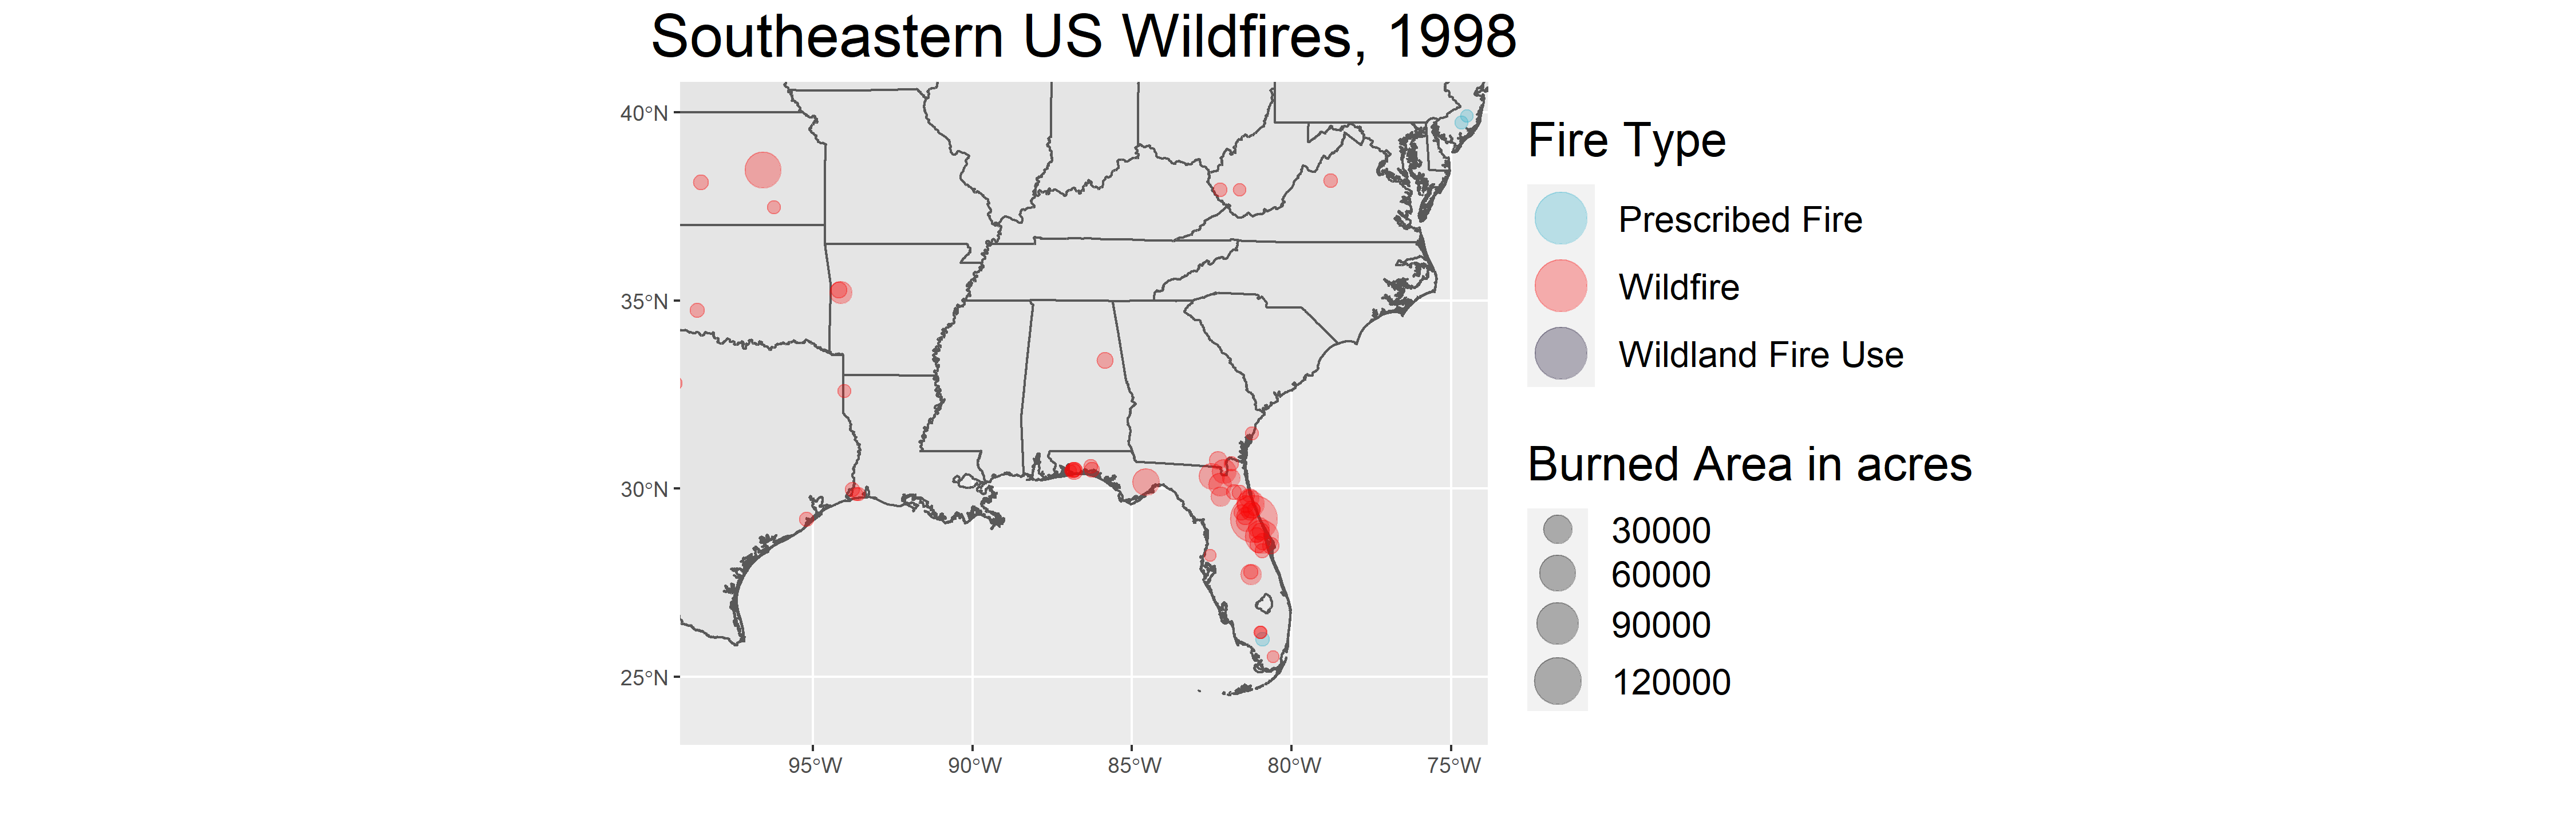 Southeastern US Wildfires, 1998
40°N
35°N
30°N
25°N
95°W
90°W
85°W
80°W
75°W
Fire Type
Prescribed Fire
Wildfire
Wildland Fire Use
Burned Area in acres
30000
60000
90000
120000